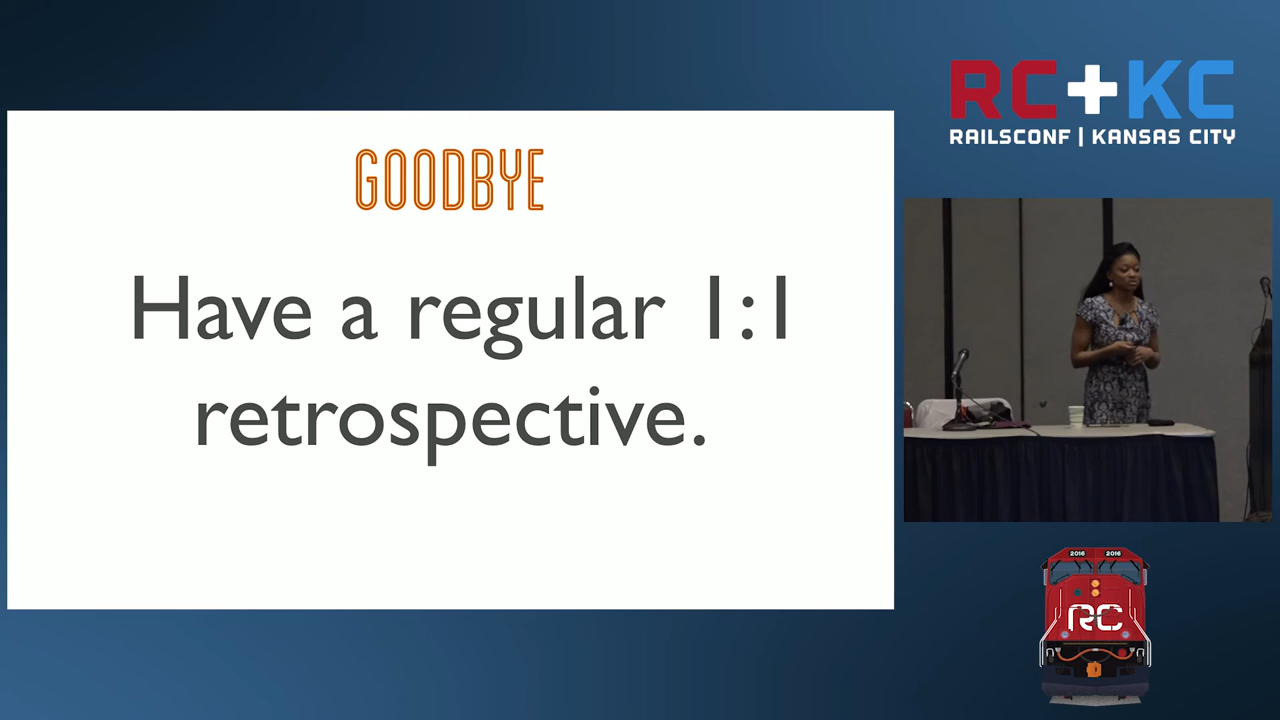 GOODBYE
Have a regular 1:1
retrospective.
RC+KC
RAILSCONF | KANSAS CITY
2016 2016
RC